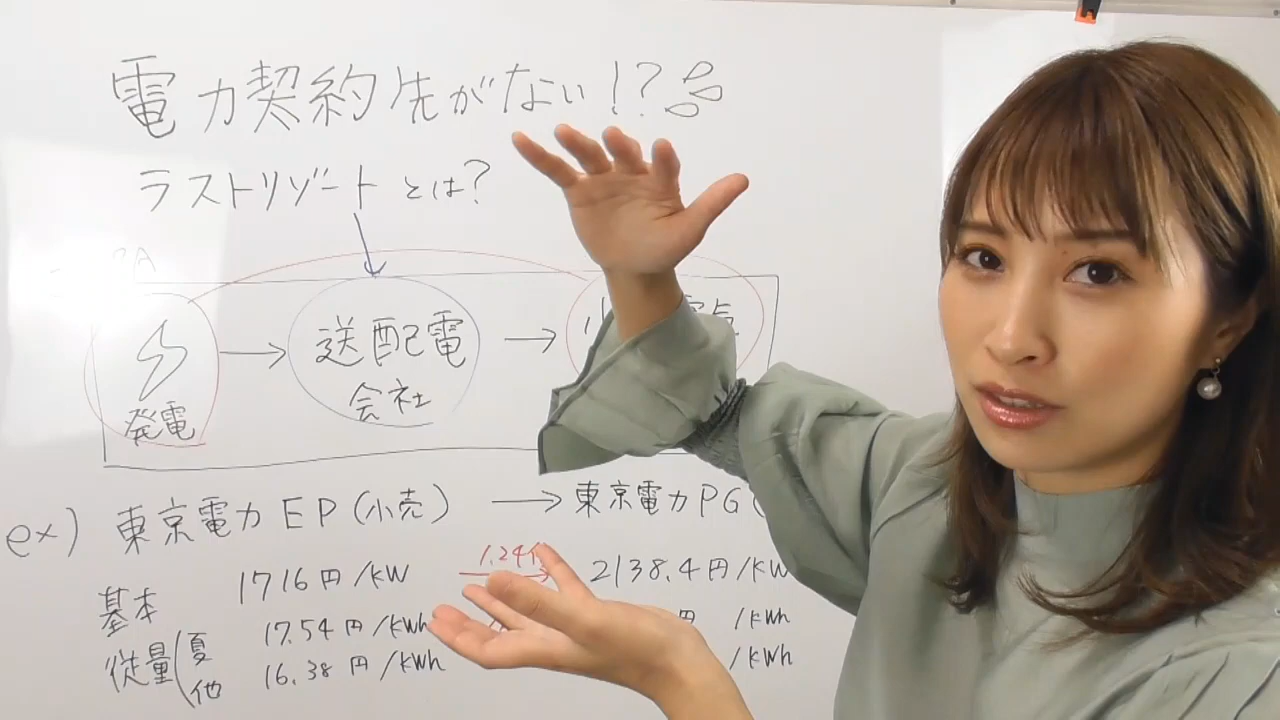 電力契約先がない!?
ラストリゾートとは?
発電
送配電
会社
ex) 東京電力EP(小売) → 東京電力PG(
基本 1716円/kW 1.24 2138.4円/kW
従量(夏 17.54円/kWh 円 /kWh
他 16.38円/kWh /kWh